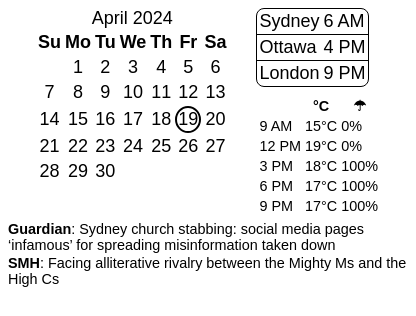 April 2024
Su Mo Tu We Th Fr Sa
1 2 3 4 5 6
7 8 9 10 11 12 13
14 15 16 17 18 19 20
21 22 23 24 25 26 27
28 29 30
Sydney 6 AM
Ottawa 4 PM
London 9 PM
°C ☂
9 AM 15°C 0%
12 PM 19°C 0%
3 PM 18°C 100%
6 PM 17°C 100%
9 PM 17°C 100%
Guardian: Sydney church stabbing: social media pages
‘infamous’ for spreading misinformation taken down
SMH: Facing alliterative rivalry between the Mighty Ms and the
High Cs